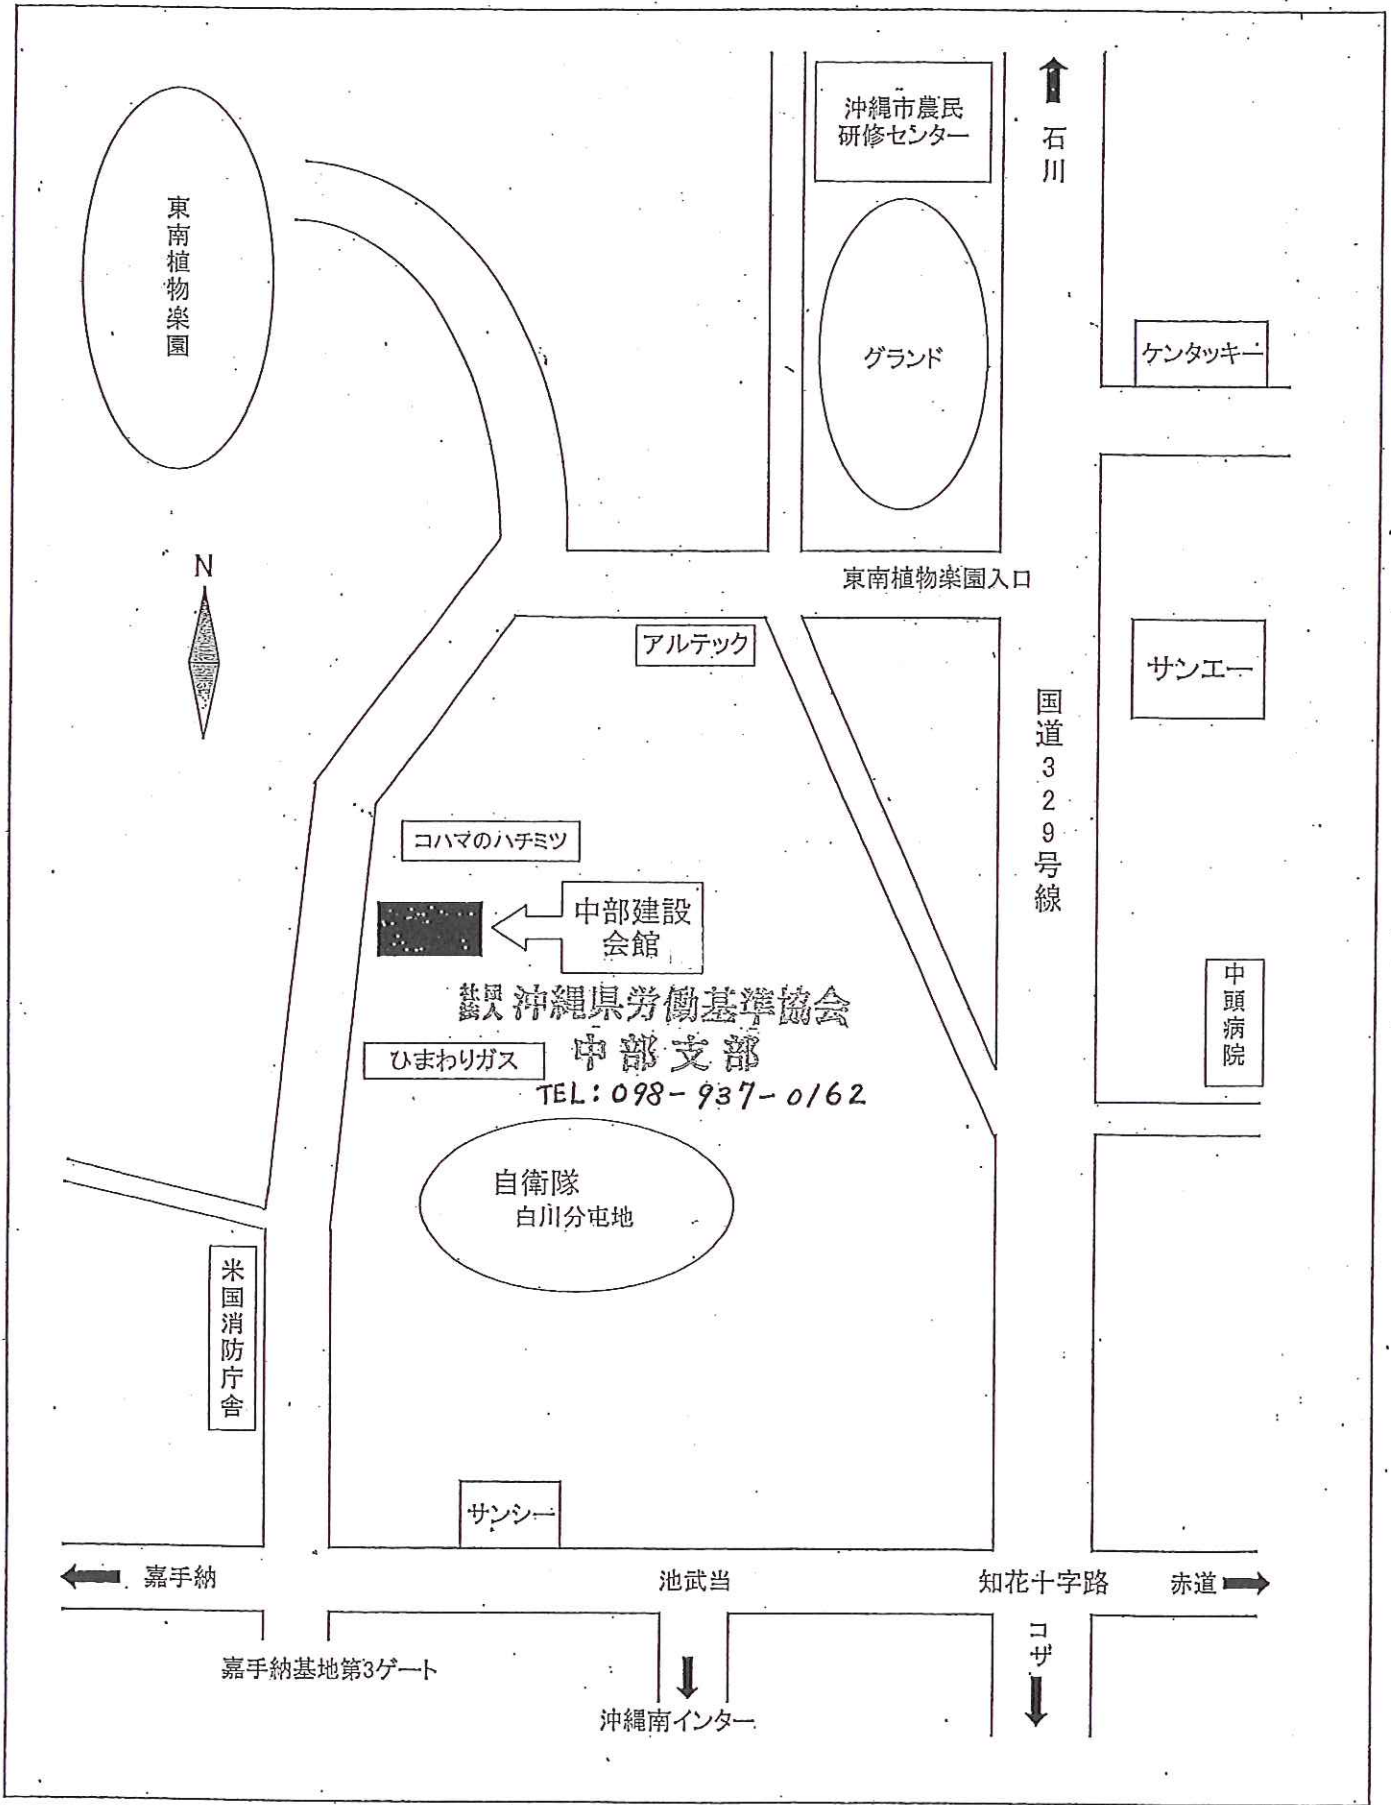 沖縄市農民
研修センター
石川
東南植物楽園
グランド
ケンタッキー
N
東南植物楽園入口
アルテック
サンエー
国道329号線
コハマのハチミツ
中部建設
会館
社団法人 沖縄県労働基準協会
中部支部
TEL:098-937-0162
ひまわりガス
中頭病院
自衛隊
白川分屯地
米国消防庁舎
サンシー
嘉手納
池武当
知花十字路
赤道
コザ
嘉手納基地第3ゲート
沖縄南インター